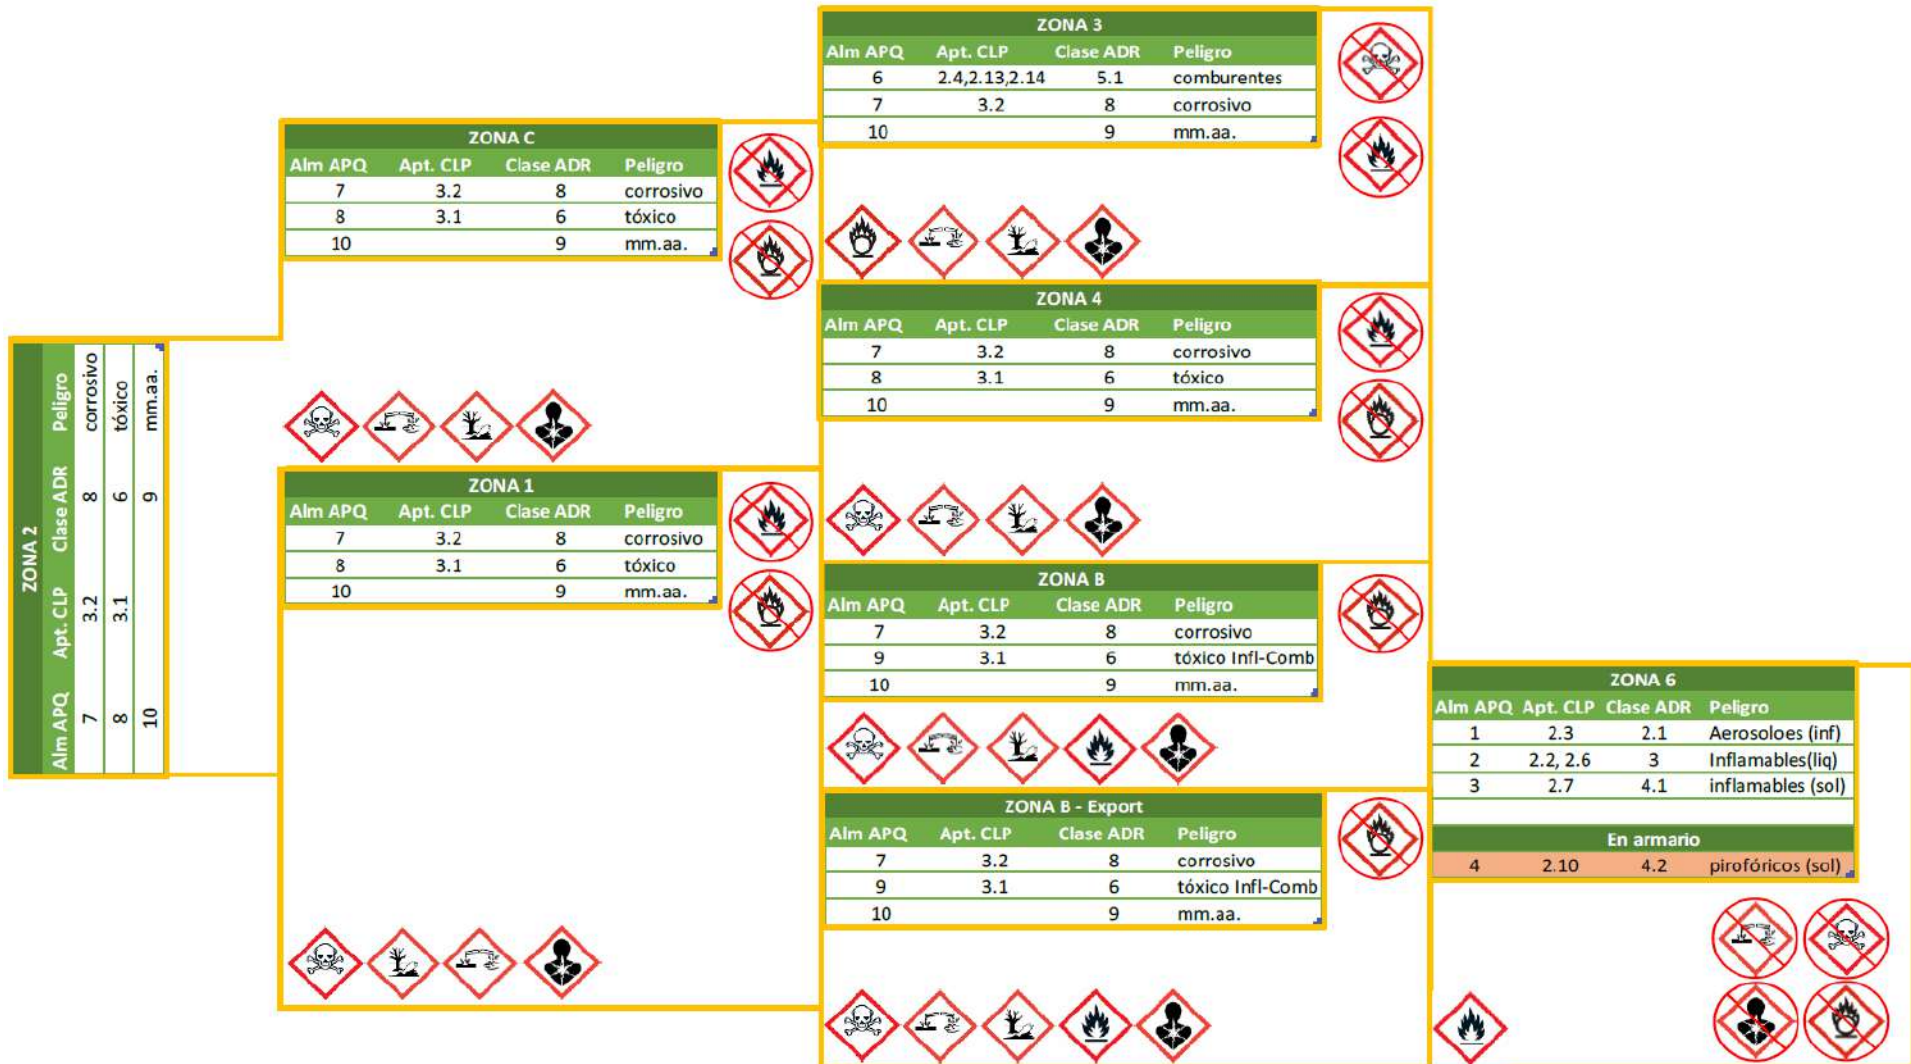 ZONA 3
Alm APQ Apt. CLP Clase ADR Peligro
6 2.4,2.13,2.14 5.1 comburentes
7 3.2 8 corrosivo
10 9 mm.aa.
ZONA C
Alm APQ Apt. CLP Clase ADR Peligro
7 3.2 8 corrosivo
8 3.1 6 tóxico
10 9 mm.aa.
ZONA 4
Alm APQ Apt. CLP Clase ADR Peligro
7 3.2 8 corrosivo
8 3.1 6 tóxico
10 9 mm.aa.
ZONA 2
Alm APQ Apt. CLP Clase ADR Peligro
7 3.2 8 corrosivo
8 3.1 6 tóxico
10 9 mm.aa.
ZONA 1
Alm APQ Apt. CLP Clase ADR Peligro
7 3.2 8 corrosivo
8 3.1 6 tóxico
10 9 mm.aa.
ZONA B
Alm APQ Apt. CLP Clase ADR Peligro
7 3.2 8 corrosivo
9 3.1 6 tóxico Infl-Comb
10 9 mm.aa.
ZONA B - Export
Alm APQ Apt. CLP Clase ADR Peligro
7 3.2 8 corrosivo
9 3.1 6 tóxico Infl-Comb
10 9 mm.aa.
ZONA 6
Alm APQ Apt. CLP Clase ADR Peligro
1 2.3 2.1 Aerosoloes (inf)
2 2.2, 2.6 3 Inflamables(liq)
3 2.7 4.1 inflamables (sol)
En armario
4 2.10 4.2 pirofóricos (sol)